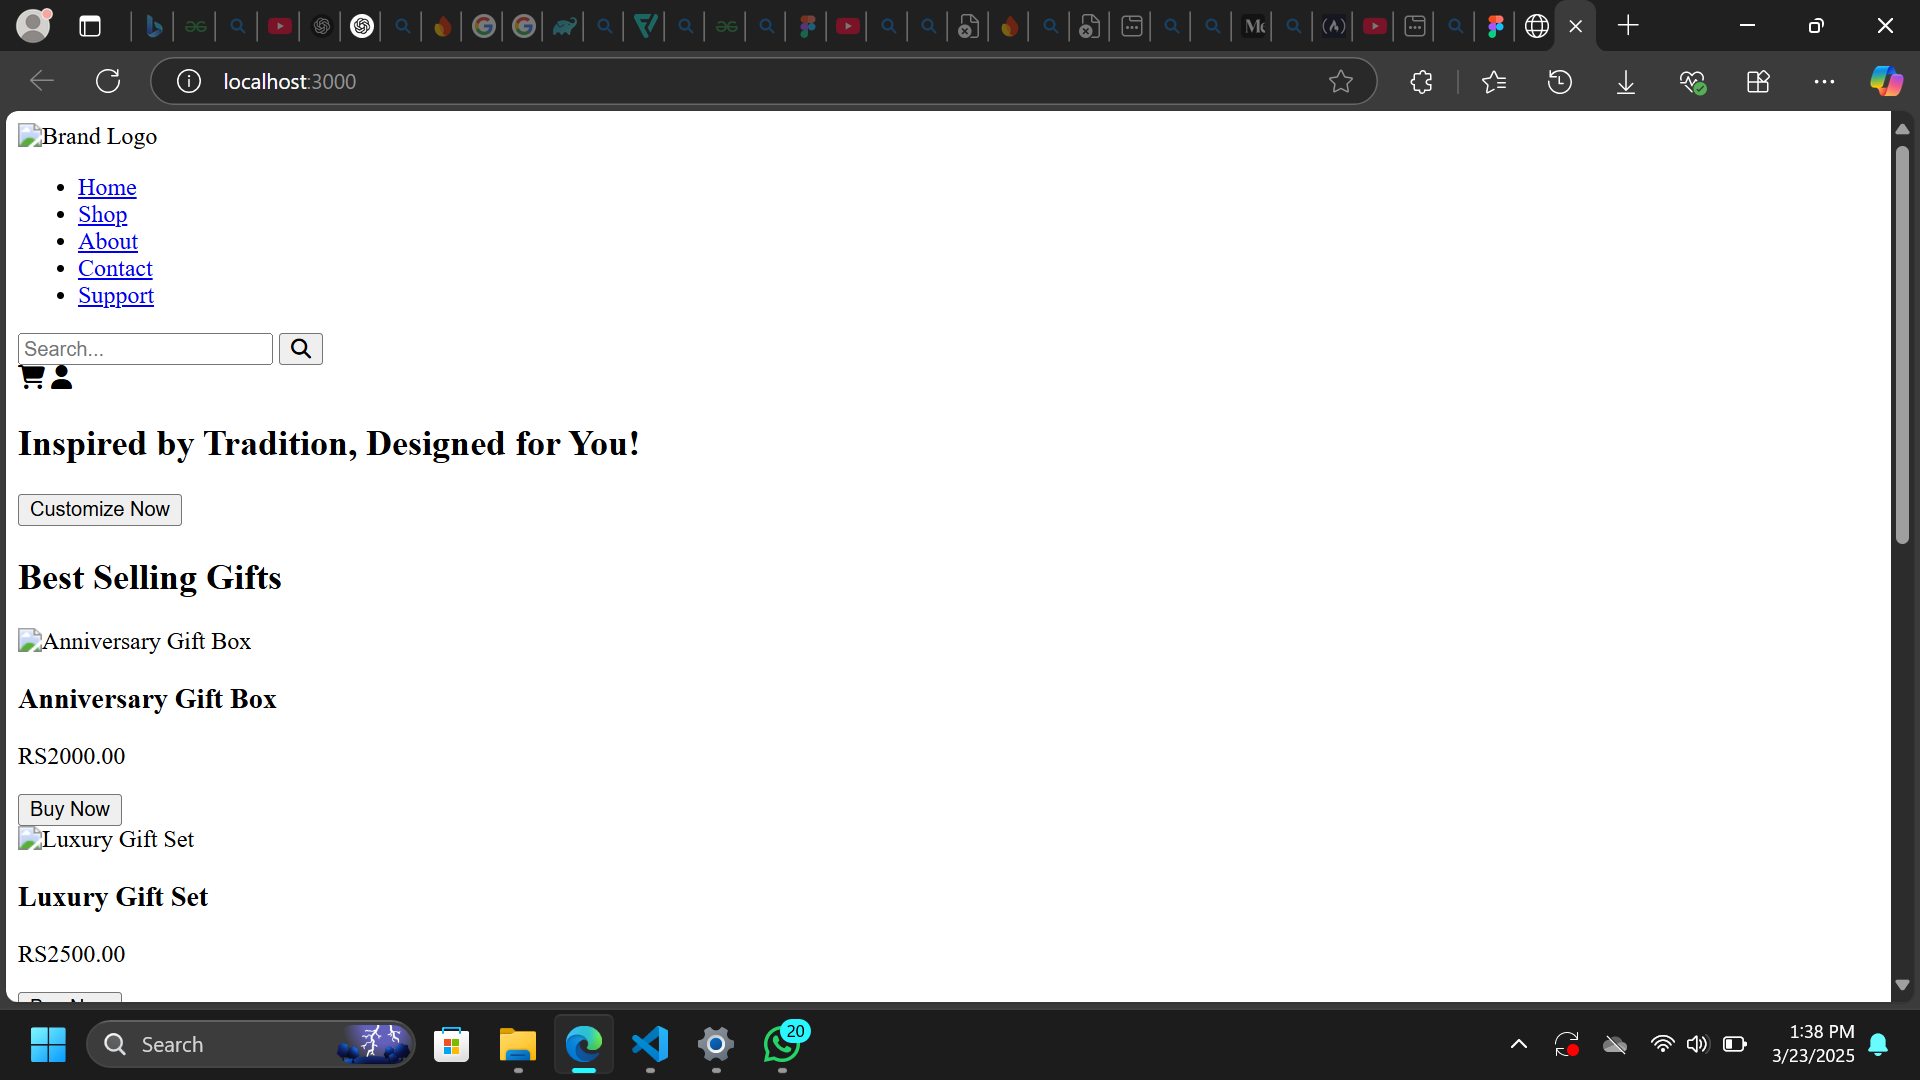 localhost:3000
Brand Logo
Home
Shop
About
Contact
Support
Search...
Inspired by Tradition, Designed for You!
Customize Now
Best Selling Gifts
Anniversary Gift Box
Anniversary Gift Box
RS2000.00
Buy Now
Luxury Gift Set
Luxury Gift Set
RS2500.00
Search
20
1:38 PM
3/23/2025